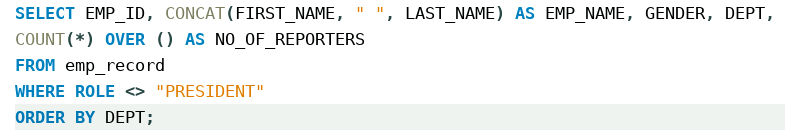 SELECT EMP_ID, CONCAT(FIRST_NAME, " ", LAST_NAME) AS EMP_NAME, GENDER, DEPT,
COUNT(*) OVER () AS NO_OF_REPORTERS
FROM emp_record
WHERE ROLE <> "PRESIDENT"
ORDER BY DEPT;